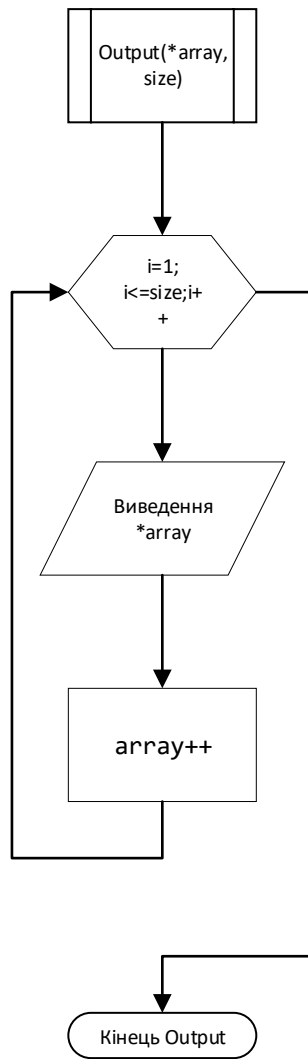 Output(*array,
size)
i=1;
i<=size;i+
+
Виведення
*array
array++
Кінець Output